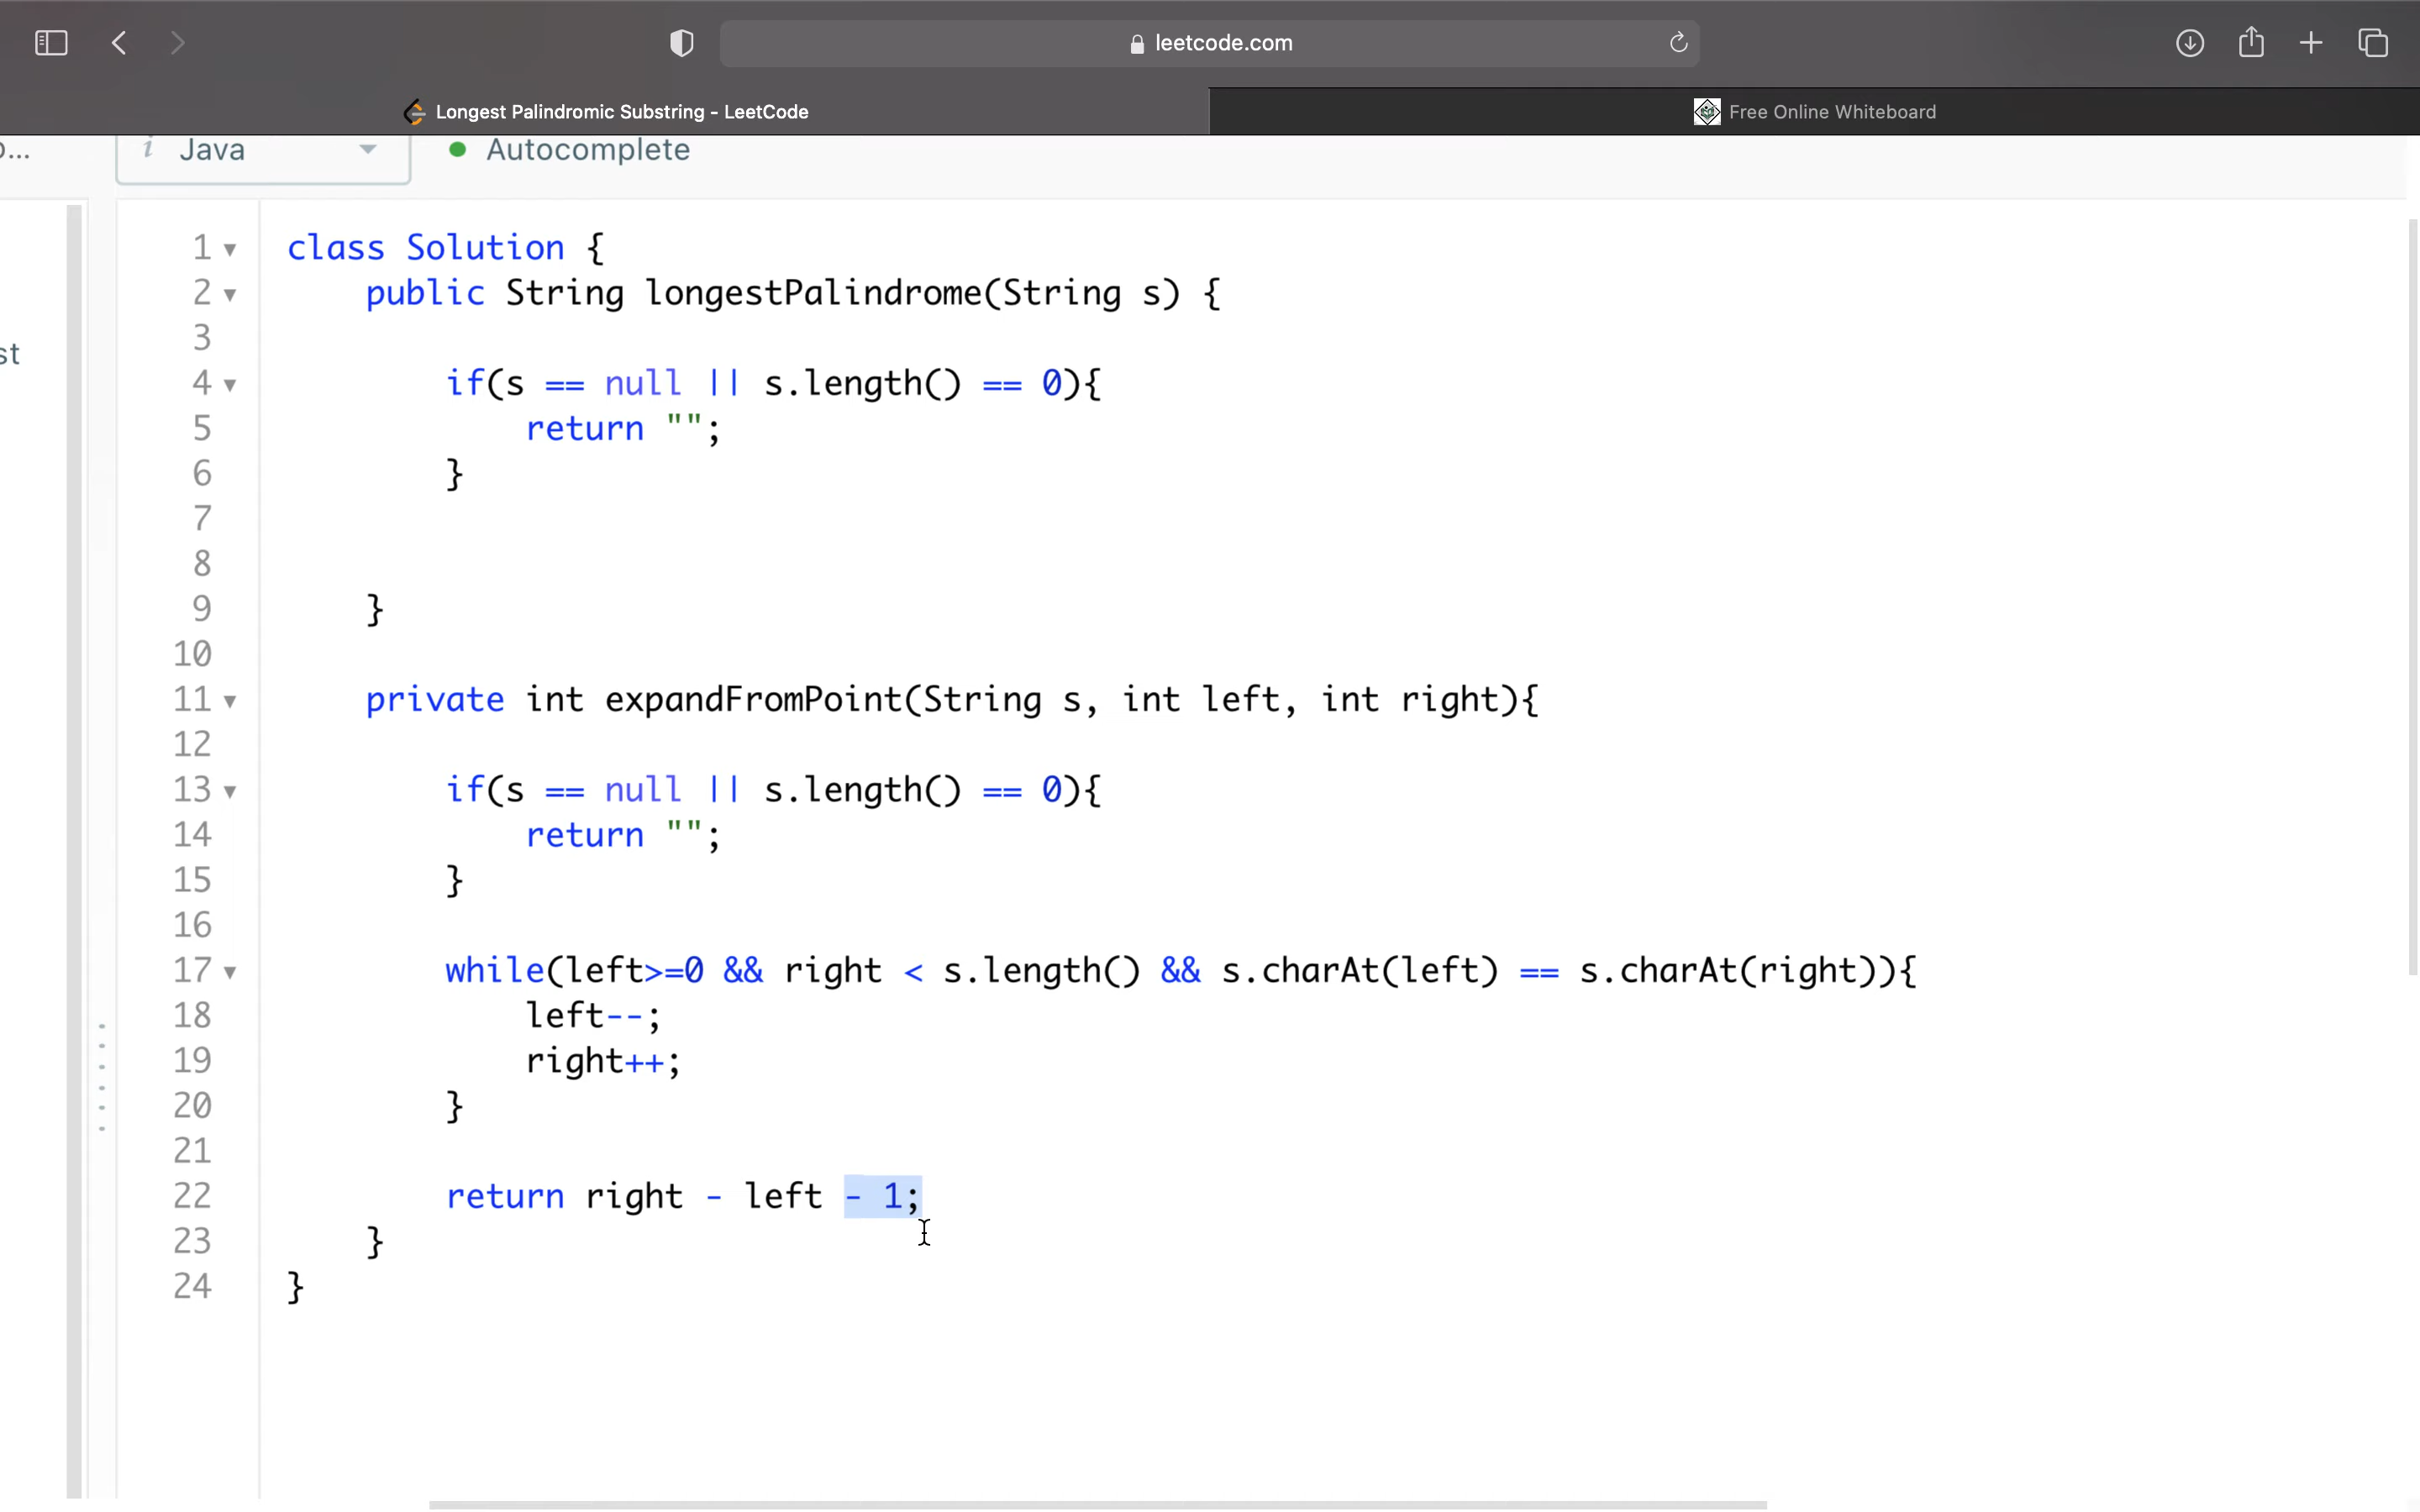 leetcode.com
Longest Palindromic Substring - LeetCode
Free Online Whiteboard
i Java
Autocomplete
st
1 class Solution {
2 public String longestPalindrome(String s) {
3
4 if(s == null || s.length() == 0){
5 return "";
6 }
7
8
9 }
10
11 private int expandFromPoint(String s, int left, int right){
12
13 if(s == null || s.length() == 0){
14 return "";
15 }
16
17 while(left>=0 && right < s.length() && s.charAt(left) == s.charAt(right)){
18 left--;
19 right++;
20 }
21
22 return right - left - 1;
23 }
24 }